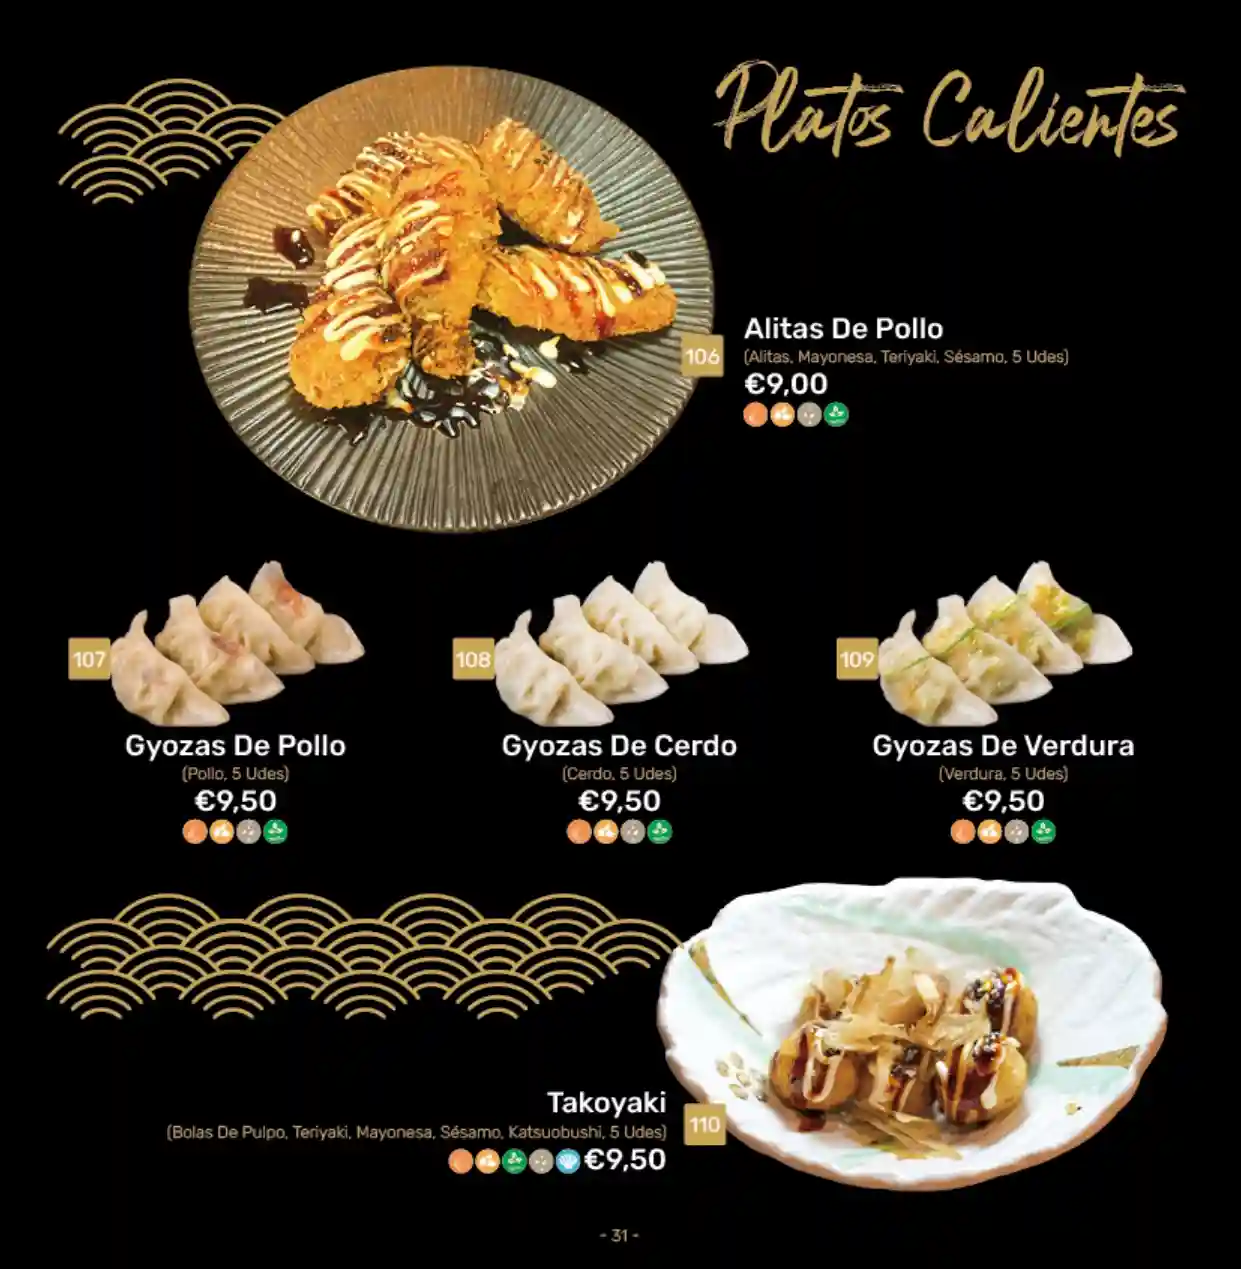 Platos Calientes
106
Alitas De Pollo
(Alitas, Mayonesa, Teriyaki, Sésamo, 5 Udes)
€9,00
107
108
109
Gyozas De Pollo
(Pollo, 5 Udes)
€9,50
Gyozas De Cerdo
(Cerdo, 5 Udes)
€9,50
Gyozas De Verdura
(Verdura, 5 Udes)
€9,50
Takoyaki
110
(Bolas De Pulpo, Teriyaki, Mayonesa, Sésamo, Katsuobushi, 5 Udes)
€9,50
- 31 -